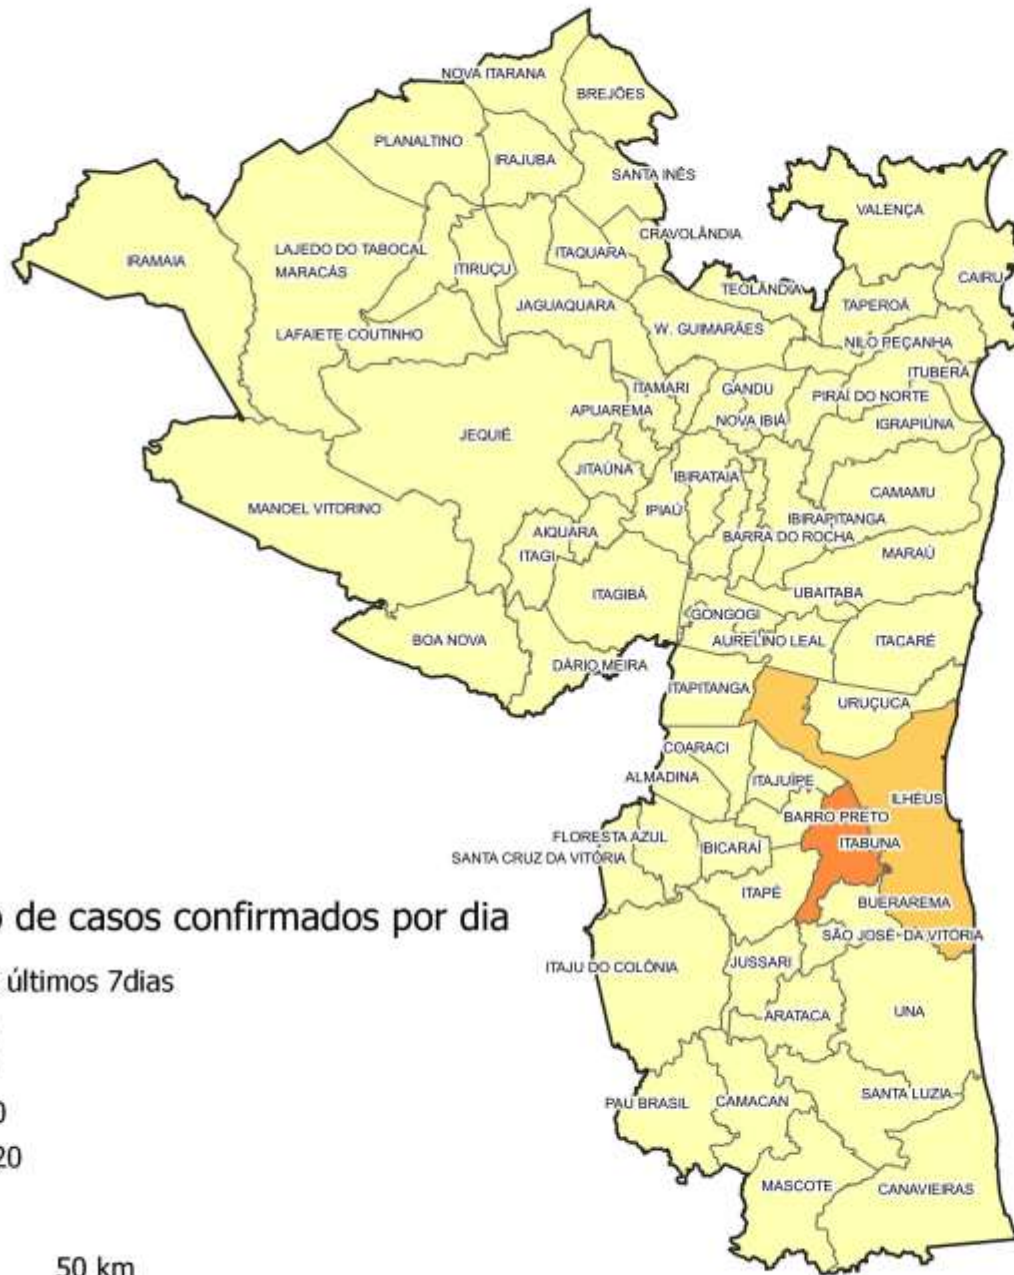 NOVA ITARANA
BREJÕES
PLANALTINO
IRAJUBA
SANTA INÊS
VALENÇA
CRAVOLÂNDIA
LAJEDO DO TABOCAL
ITAQUARA
IRAMAIA
MARACÁS
ITIRUÇU
CAIRU
TEOLÂNDIA
JAGUAQUARA
TAPEROÁ
W. GUIMARÃES
LAFAIETE COUTINHO
NILO PEÇANHA
ITUBERÁ
ITAMARI
GANDU
PIRAÍ DO NORTE
APUAREMA
NOVA IBIÁ
IGRAPIÚNA
JEQUIÉ
JITAÚNA
IBIRATAIA
CAMAMU
MANOEL VITORINO
IPIAÚ
IBIRAPITANGA
AIQUARA
BARRA DO ROCHA
ITAGI
MARAÚ
ITAGIBÁ
UBAITABA
GONGOGI
BOA NOVA
AURELINO LEAL
ITACARÉ
DÁRIO MEIRA
ITAPITANGA
URUÇUCA
COARACI
ALMADINA
ITAJUÍPE
ILHÉUS
BARRO PRETO
FLORESTA AZUL
IBICARAÍ
ITABUNA
SANTA CRUZ DA VITÓRIA
ITAPÉ
BUERAREMA
de casos confirmados por dia
SÃO JOSÉ DA VITÓRIA
ITAJU DO COLÔNIA
JUSSARI
últimos 7dias
ARATACA
UNA
SANTA LUZIA
PAU BRASIL
CAMACAN
20
MASCOTE
CANAVIEIRAS
50 km